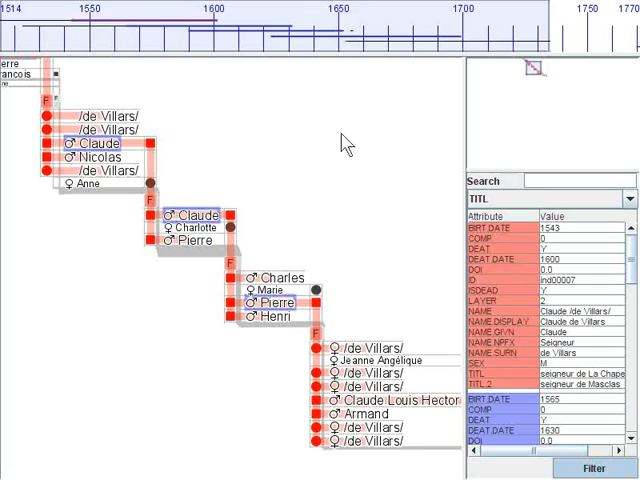 1514 1550 1600 1650 1700 1750 1770
erre
rancois
F
/de Villars/
/de Villars/
♂ Claude
♂ Nicolas
/de Villars/
♀ Anne
F
♂ Claude
♀ Charlotte
♂ Pierre
F
♂ Charles
♀ Marie
♂ Pierre
♂ Henri
F
♀ /de Villars/
♀ Jeanne Angélique
♀ /de Villars/
♀ /de Villars/
♂ Claude Louis Hector
♂ Armand
♀ /de Villars/
♀ /de Villars/
Search
TITL
Attribute Value
BIRT.DATE 1543
COMP 0
DEAT Y
DEAT.DATE 1600
DOI 0.0
ID ind00007
ISDEAD Y
LAYER 2
NAME Claude /de Villars/
NAME.DISPLAY Claude de Villars
NAME.GIVN Claude
NAME.NPFX Seigneur
NAME.SURN de Villars
SEX M
TITL seigneur de La Chape
TITL.2 seigneur de Masclas
BIRT.DATE 1565
COMP 0
DEAT Y
DEAT.DATE 1630
DOI 0.0
Filter